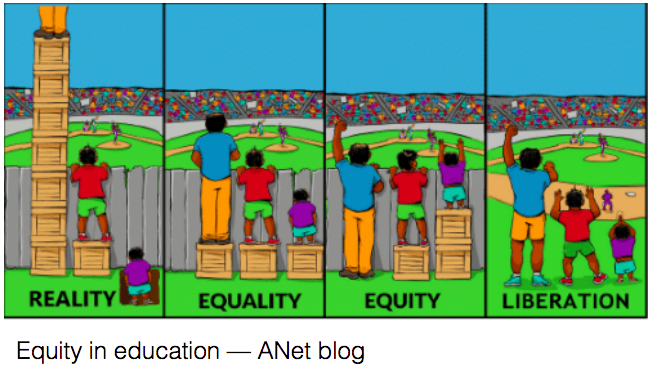 REALITY
EQUALITY
EQUITY
LIBERATION
Equity in education — ANet blog